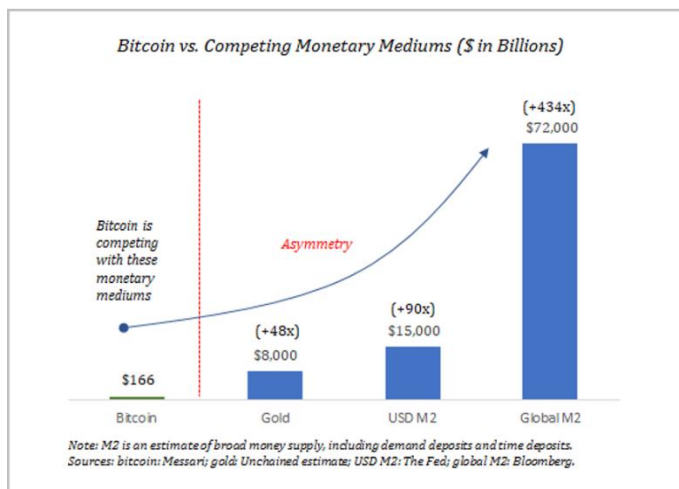 Bitcoin vs. Competing Monetary Mediums ($ in Billions)
(+434x)
$72,000
Bitcoin is
competing
with these
monetary
mediums
Asymmetry
(+90x)
$15,000
(+48x)
$8,000
$166
Bitcoin
Gold
USD M2
Global M2
Note: M2 is an estimate of broad money supply, including demand deposits and time deposits.
Sources: bitcoin: Messari; gold: Unchained estimate; USD M2: The Fed; global M2: Bloomberg.